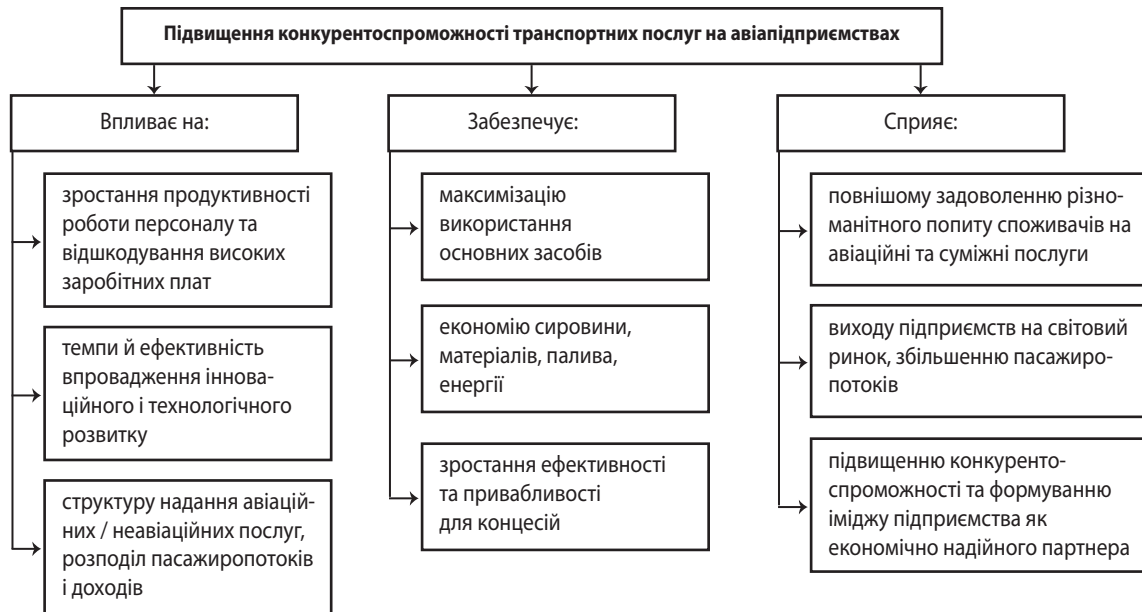 Підвищення конкурентоспроможності транспортних послуг на авіапідприємствах
Впливає на:
зростання продуктивності
роботи персоналу та
відшкодування високих
заробітних плат
темпи й ефективність
впровадження іннова-
ційного і технологічного
розвитку
структуру надання авіацій-
них / неавіаційних послуг,
розподіл пасажиропотоків
і доходів
Забезпечує:
максимізацію
використання
основних засобів
економію сировини,
матеріалів, палива,
енергії
зростання ефективності
та привабливості
для концесій
Сприяє:
повнішому задоволенню різно-
манітного попиту споживачів на
авіаційні та суміжні послуги
виходу підприємств на світовий
ринок, збільшенню пасажиро-
потоків
підвищенню конкуренто-
спроможності та формуванню
іміджу підприємства як
економічно надійного партнера